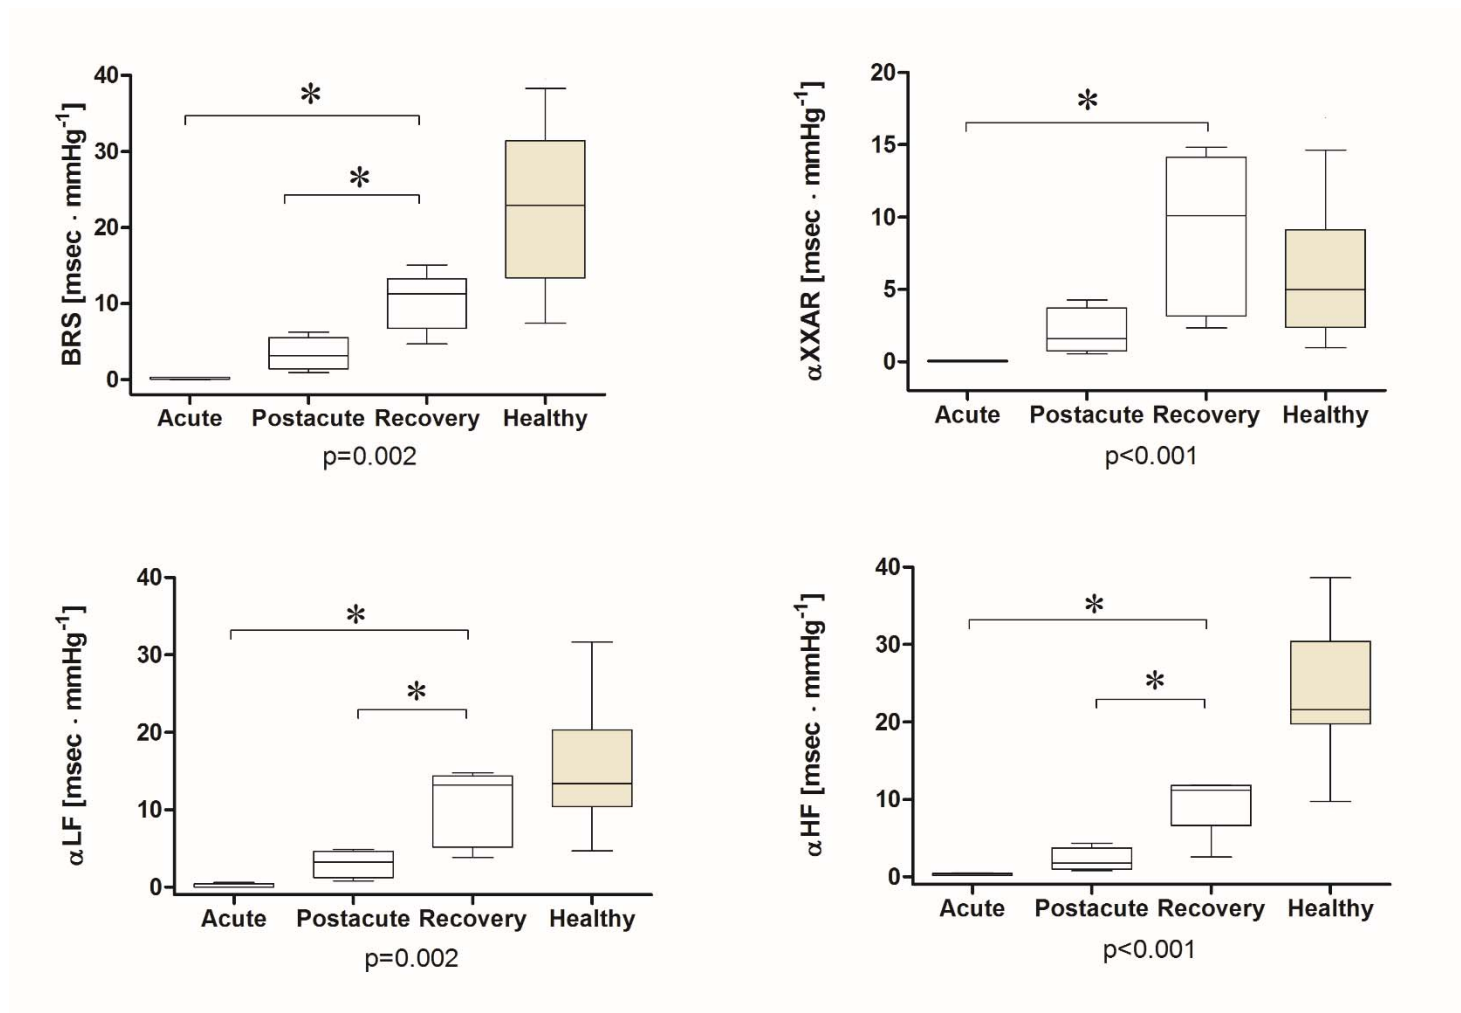 BRS [msec · mmHg⁻¹]
40
30
20
10
0
*
*
Acute Postacute Recovery Healthy
p=0.002
αXXAR [msec · mmHg⁻¹]
20
15
10
5
0
*
Acute Postacute Recovery Healthy
p<0.001
αLF [msec · mmHg⁻¹]
40
30
20
10
0
*
*
Acute Postacute Recovery Healthy
p=0.002
αHF [msec · mmHg⁻¹]
40
30
20
10
0
*
*
Acute Postacute Recovery Healthy
p<0.001